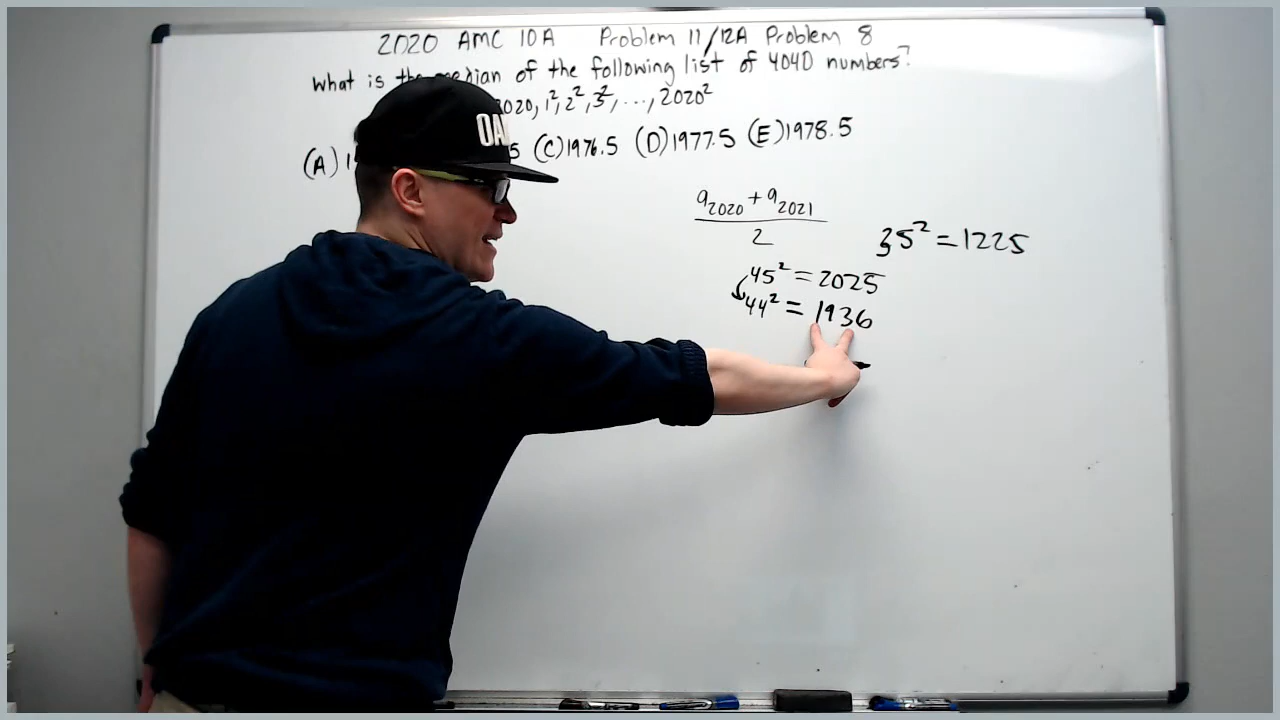 2020 AMC 10A Problem 11/12A Problem 8
What is the median of the following list of 4040 numbers?
2020, 1², 2², 3², ..., 2020²
(A) 1 5 (C) 1976.5 (D) 1977.5 (E) 1978.5
a₂₀₂₀ + a₂₀₂₁
2
35² = 1225
45² = 2025
44² = 1936